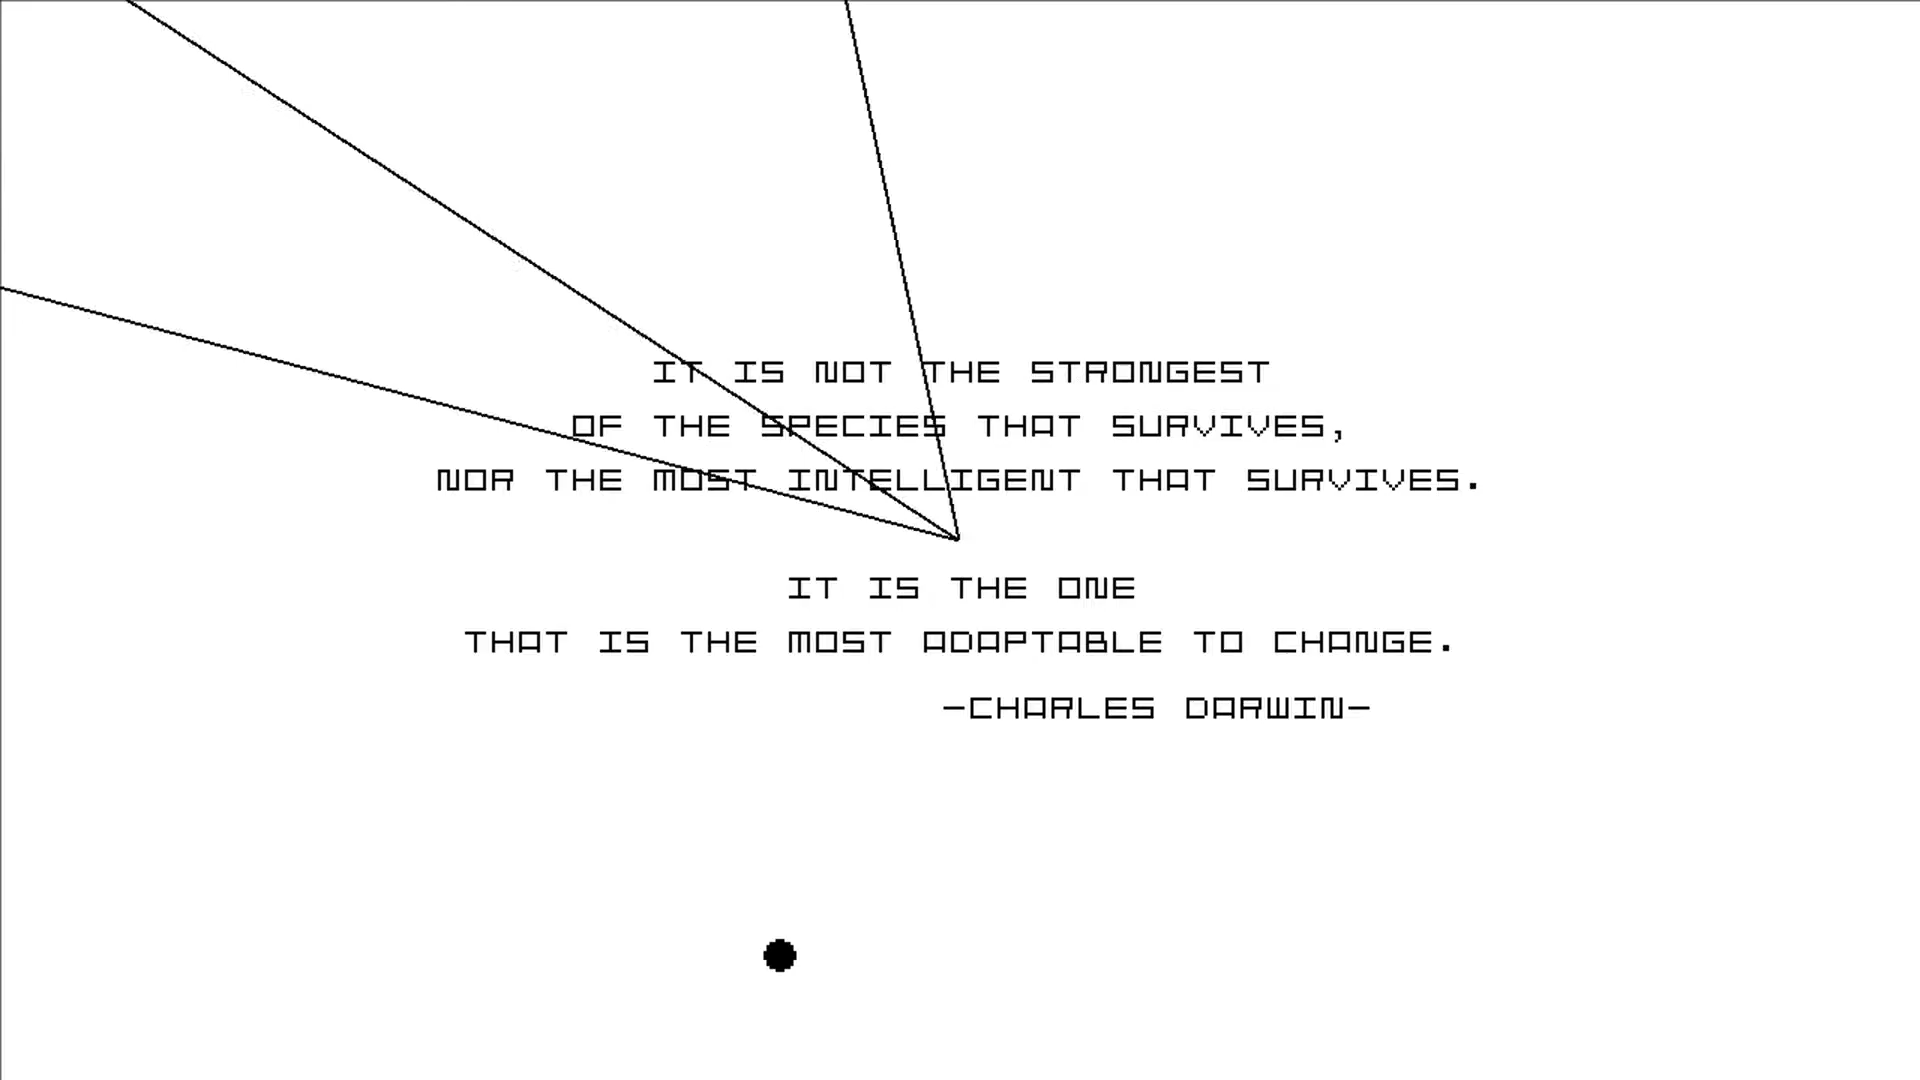 IT IS NOT THE STRONGEST
OF THE SPECIES THAT SURVIVES,
NOR THE MOST INTELLIGENT THAT SURVIVES.
IT IS THE ONE
THAT IS THE MOST ADAPTABLE TO CHANGE.
-CHARLES DARWIN-